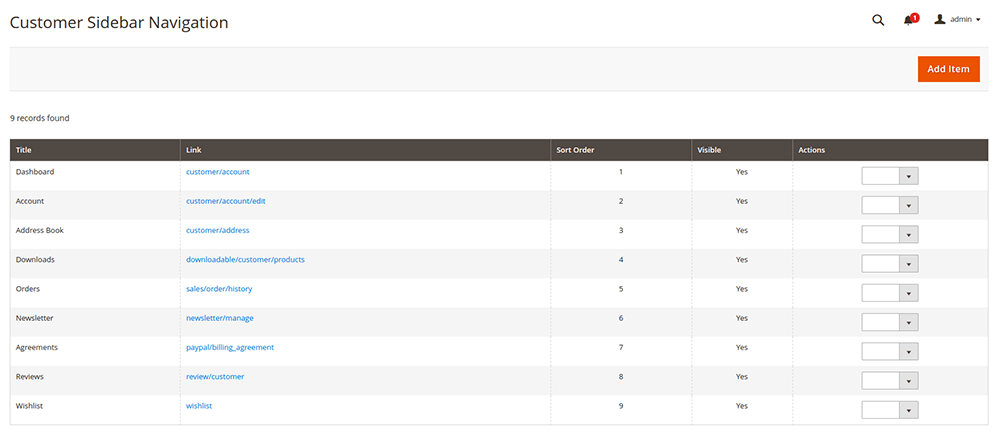 Customer Sidebar Navigation
1
admin
Add Item
9 records found
Title Link Sort Order Visible Actions
Dashboard customer/account 1 Yes
Account customer/account/edit 2 Yes
Address Book customer/address 3 Yes
Downloads downloadable/customer/products 4 Yes
Orders sales/order/history 5 Yes
Newsletter newsletter/manage 6 Yes
Agreements paypal/billing_agreement 7 Yes
Reviews review/customer 8 Yes
Wishlist wishlist 9 Yes